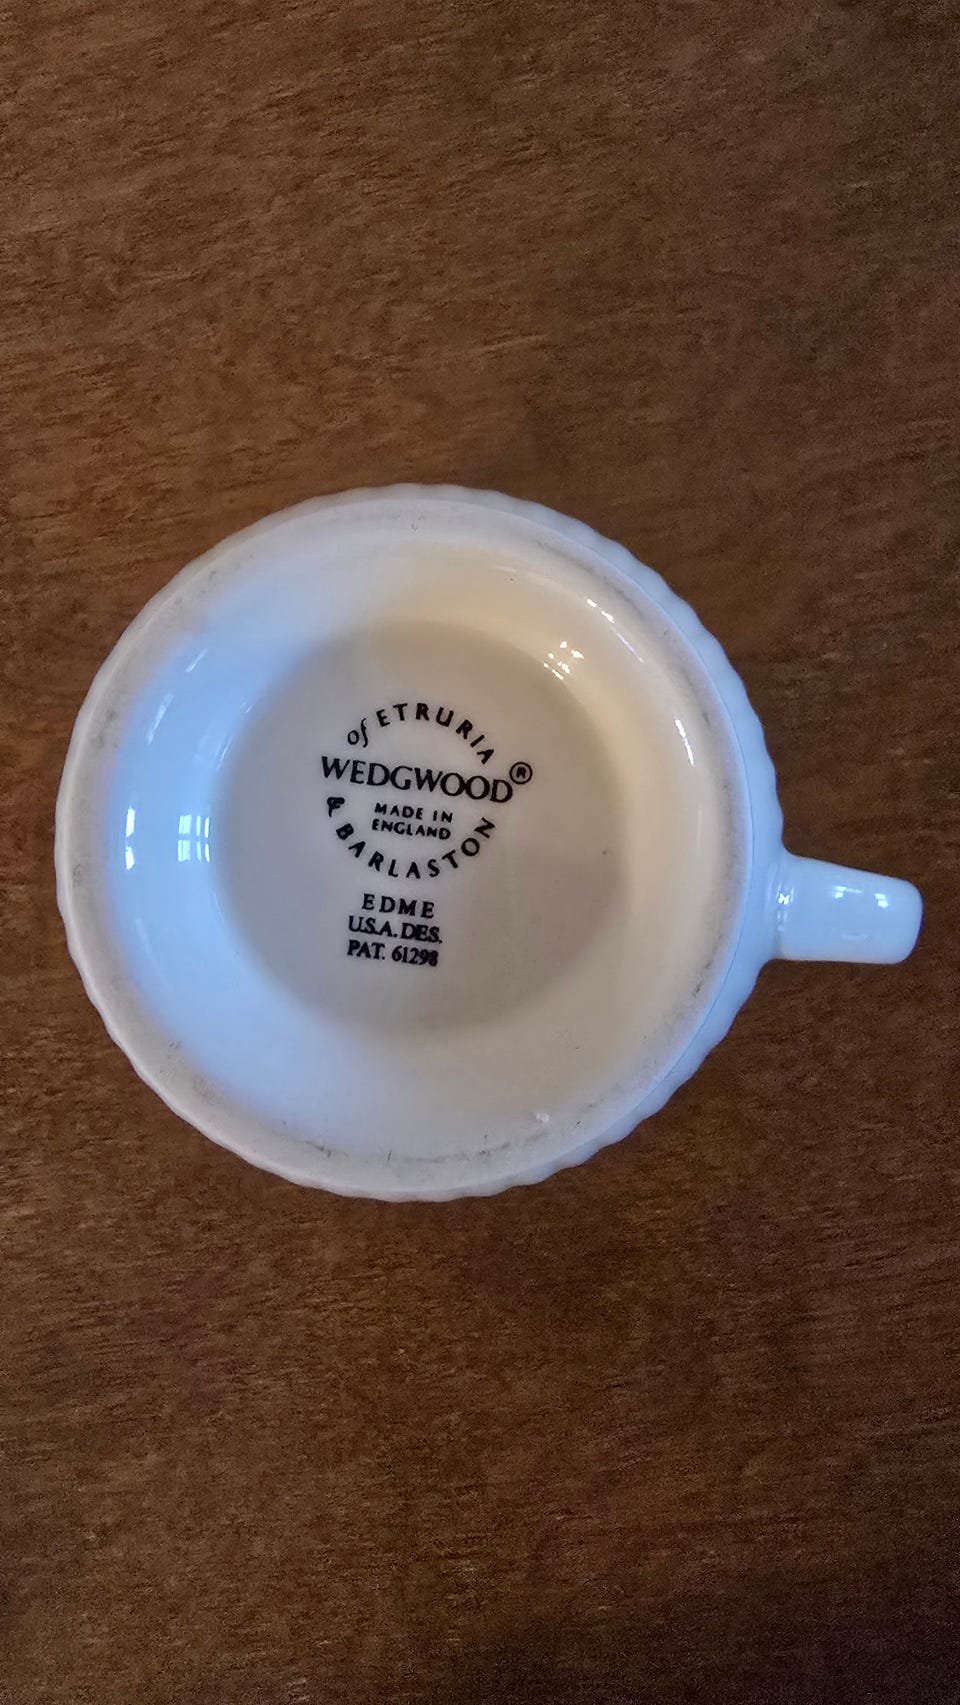 of ETRURIA
WEDGWOOD®
MADE IN
ENGLAND
& BARLASTON
EDME
U.S.A. DES.
PAT. 61298